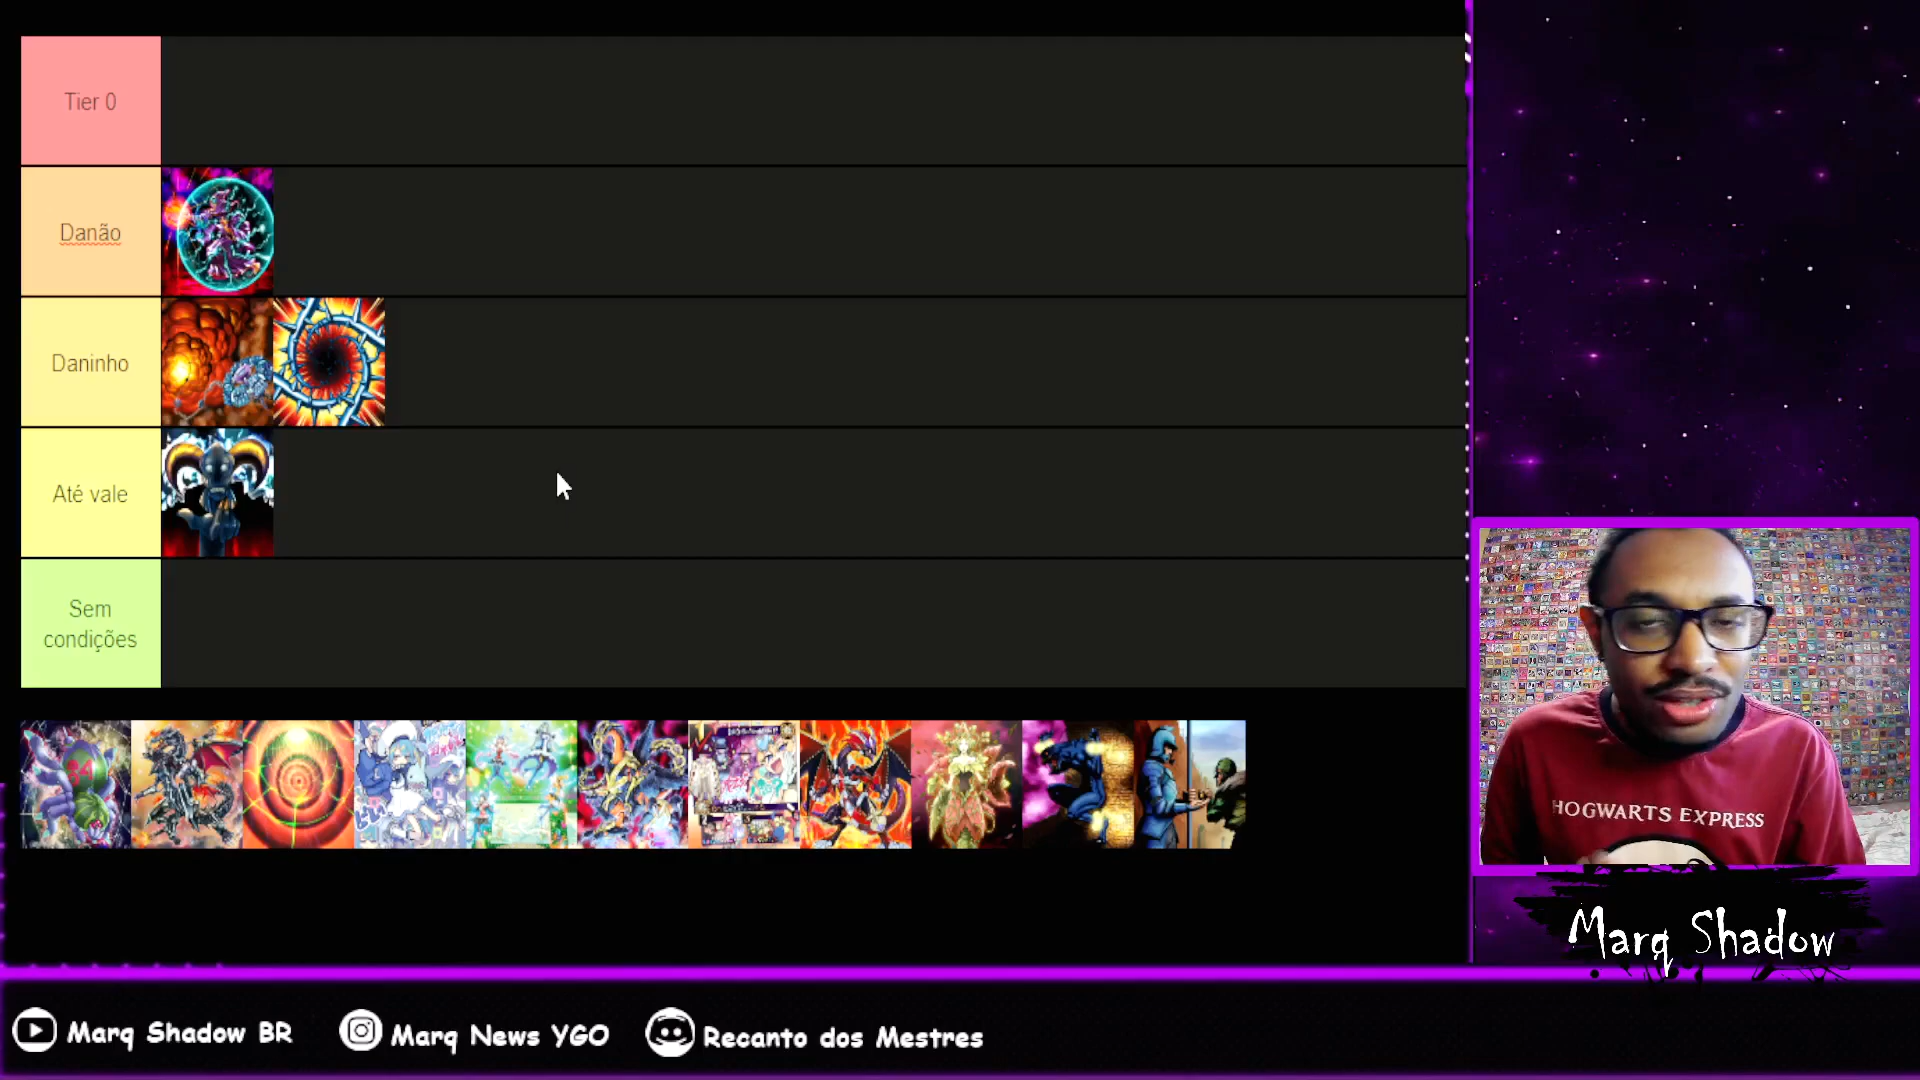 Tier 0
Danão
Daninho
Até vale
Sem
condições
HOGWARTS EXPRESS
Marq Shadow
Marq Shadow BR
Marq News YGO
Recanto dos Mestres